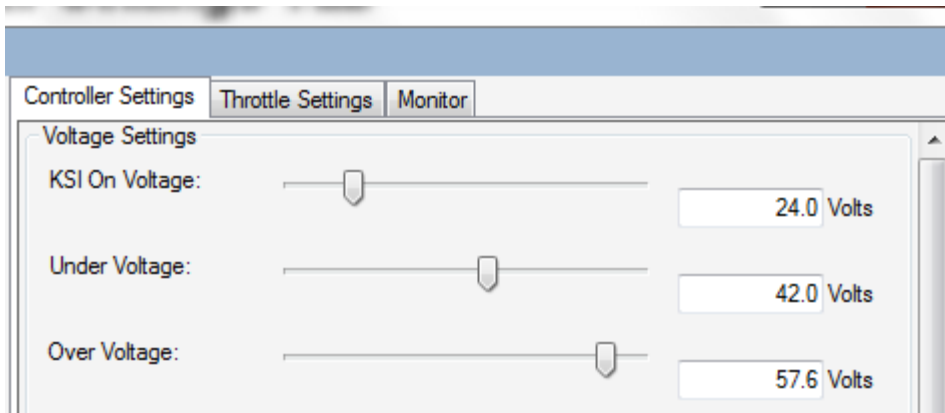 Controller Settings Throttle Settings Monitor
Voltage Settings
KSI On Voltage:
24.0 Volts
Under Voltage:
42.0 Volts
Over Voltage:
57.6 Volts